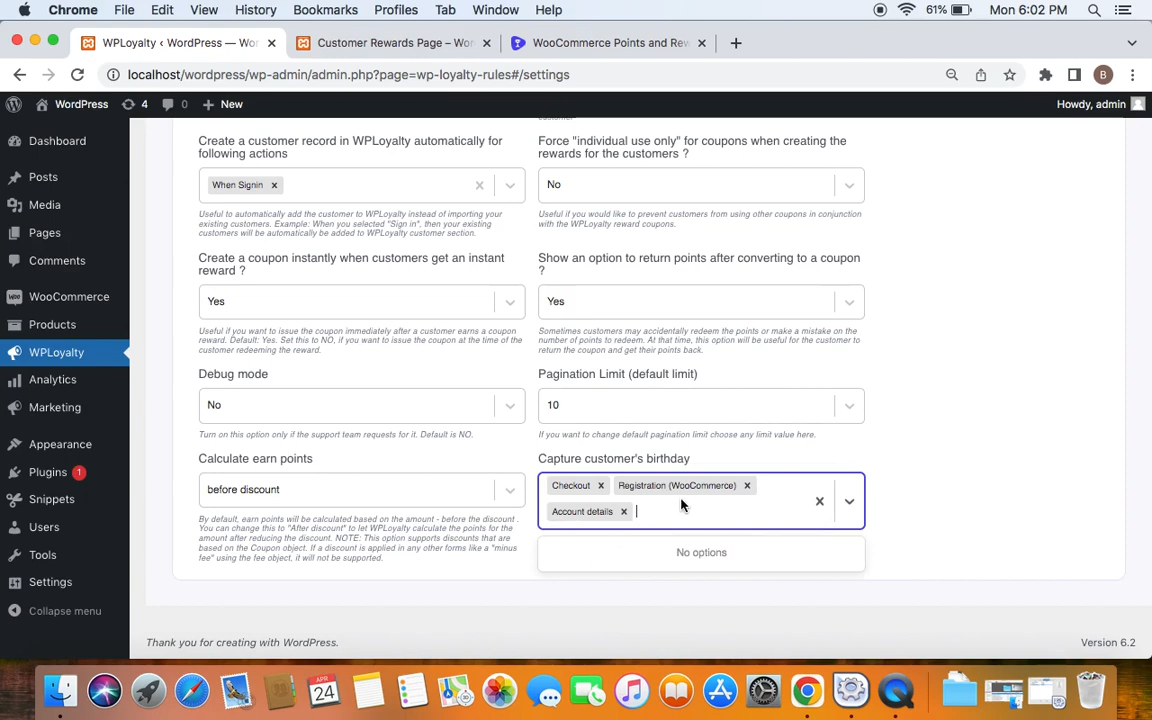 Chrome File Edit View History Bookmarks Profiles Tab Window Help 61% Mon 6:02 PM
WPLoyalty ‹ WordPress — Wor Customer Rewards Page – Wor WooCommerce Points and Rew
localhost/wordpress/wp-admin/admin.php?page=wp-loyalty-rules#/settings B
WordPress 4 0 New Howdy, admin
Dashboard
Posts
Media
Pages
Comments
WooCommerce
Products
WPLoyalty
Analytics
Marketing
Appearance
Plugins 1
Snippets
Users
Tools
Settings
Collapse menu
Create a customer record in WPLoyalty automatically for
following actions
When Signin
Useful to automatically add the customer to WPLoyalty instead of importing your
existing customers. Example: When you selected "Sign in", then your existing
customers will be automatically be added to WPLoyalty customer section.
Force "individual use only" for coupons when creating the
rewards for the customers ?
No
Useful if you would like to prevent customers from using other coupons in conjunction
with the WPLoyalty reward coupons.
Create a coupon instantly when customers get an instant
reward ?
Yes
Useful if you want to issue the coupon immediately after a customer earns a coupon
reward. Default: Yes. Set this to NO, if you want to issue the coupon at the time of the
customer redeeming the reward.
Show an option to return points after converting to a coupon
?
Yes
Sometimes customers may accidentally redeem the points or make a mistake on the
number of points to redeem. At that time, this option will be useful for the customer to
return the coupon and get their points back.
Debug mode
No
Turn on this option only if the support team requests for it. Default is NO.
Pagination Limit (default limit)
10
If you want to change default pagination limit choose any limit value here.
Calculate earn points
before discount
By default, earn points will be calculated based on the amount - before the discount .
You can change this to "After discount" to let WPLoyalty calculate the points for the
amount after reducing the discount. NOTE: This option supports discounts that are
based on the Coupon object. If a discount is applied in any other forms like a "minus
fee" using the fee object, it will not be supported.
Capture customer's birthday
Checkout Registration (WooCommerce)
Account details
No options
Thank you for creating with WordPress. Version 6.2
APR
24